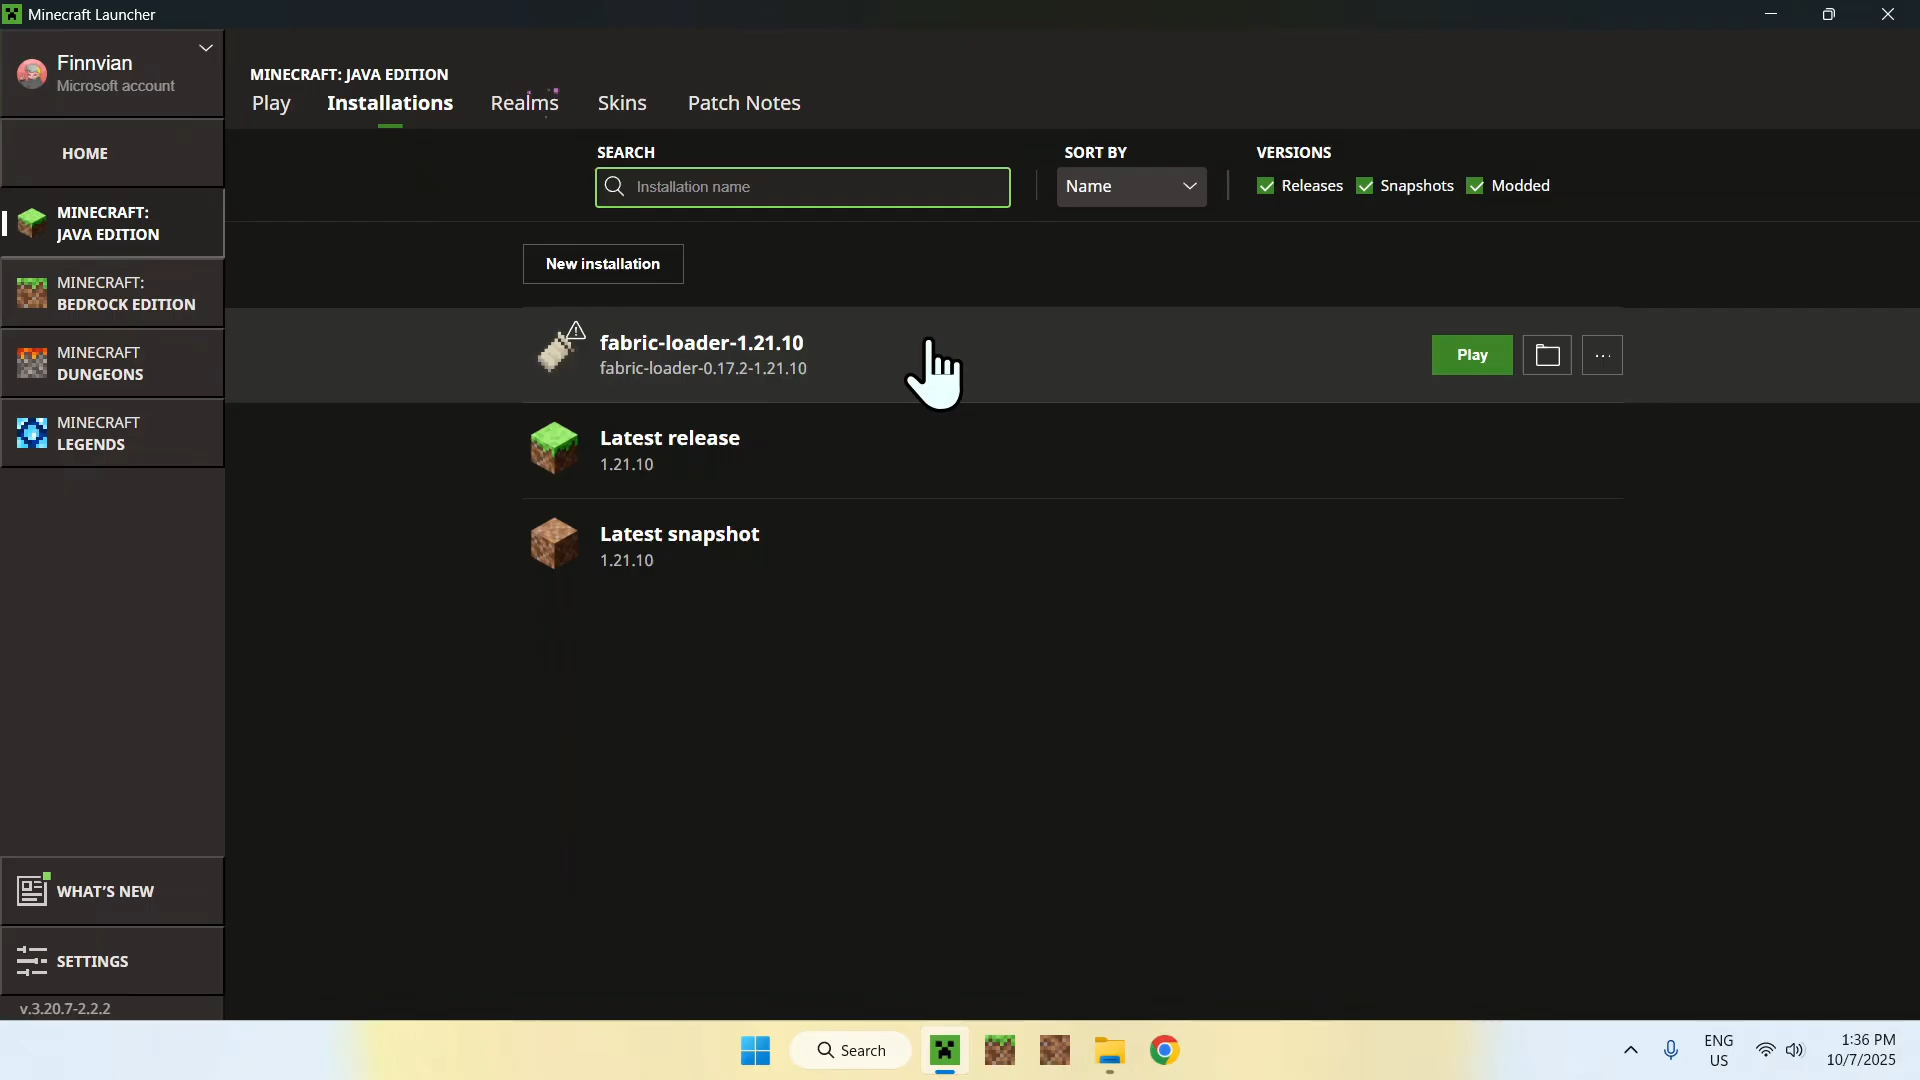 Minecraft Launcher
Finnvian
Microsoft account
HOME
MINECRAFT:
JAVA EDITION
MINECRAFT:
BEDROCK EDITION
MINECRAFT
DUNGEONS
MINECRAFT
LEGENDS
WHAT'S NEW
SETTINGS
v.3.20.7-2.2.2
MINECRAFT: JAVA EDITION
Play Installations Realms Skins Patch Notes
SEARCH SORT BY VERSIONS
Installation name Name Releases Snapshots Modded
New installation
fabric-loader-1.21.10
fabric-loader-0.17.2-1.21.10
Play ...
Latest release
1.21.10
Latest snapshot
1.21.10
Search
ENG
US
1:36 PM
10/7/2025